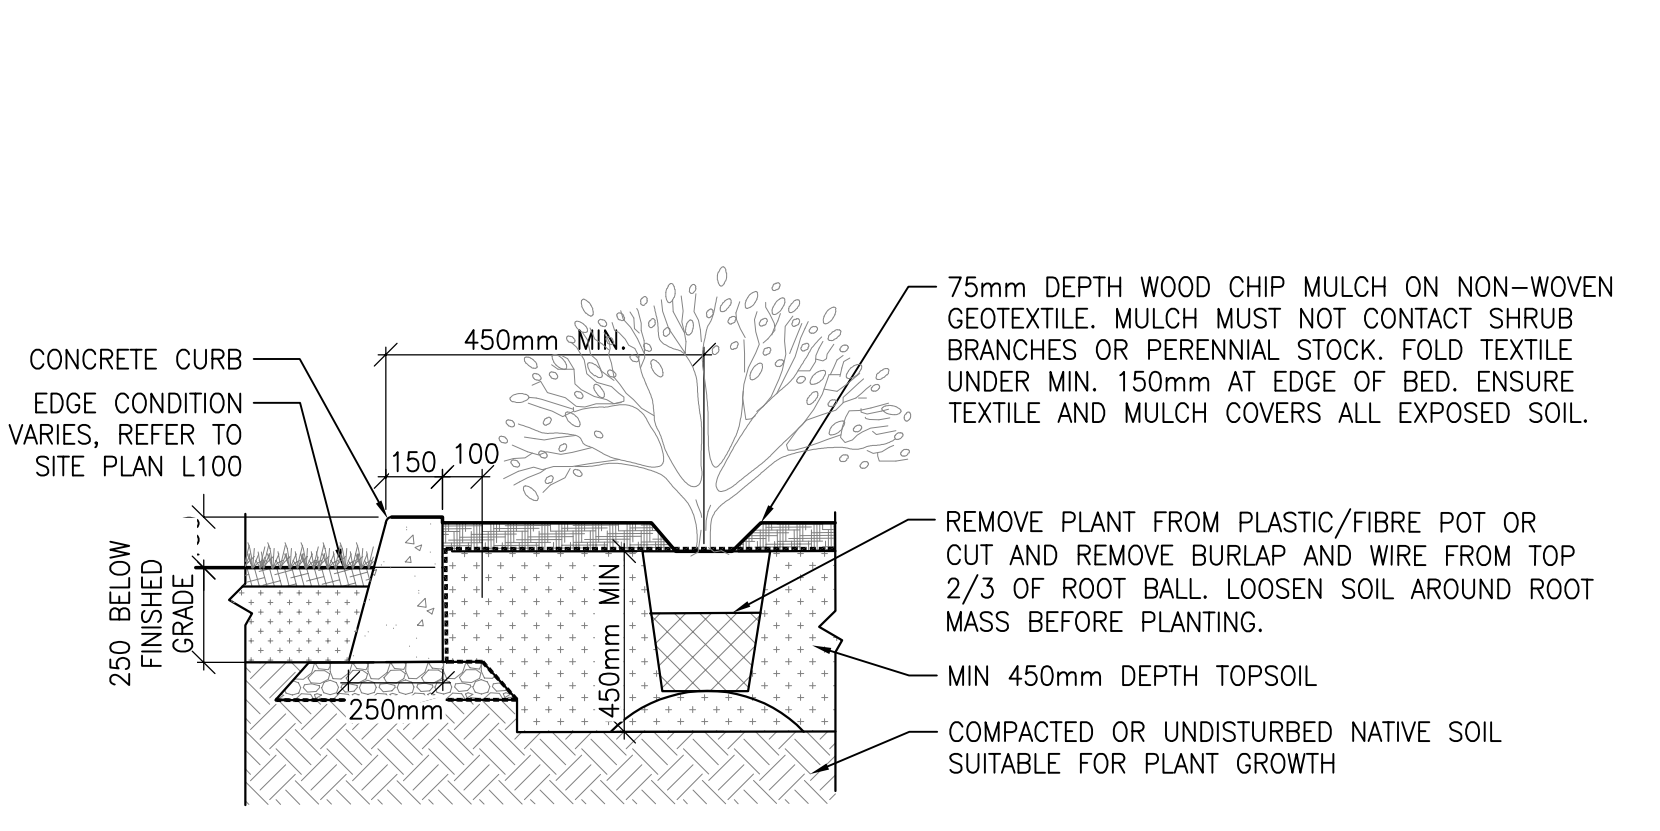 75mm DEPTH WOOD CHIP MULCH ON NON-WOVEN
GEOTEXTILE. MULCH MUST NOT CONTACT SHRUB
BRANCHES OR PERENNIAL STOCK. FOLD TEXTILE
UNDER MIN. 150mm AT EDGE OF BED. ENSURE
TEXTILE AND MULCH COVERS ALL EXPOSED SOIL.
450mm MIN.
CONCRETE CURB
EDGE CONDITION
VARIES, REFER TO
SITE PLAN L100
150
100
REMOVE PLANT FROM PLASTIC/FIBRE POT OR
CUT AND REMOVE BURLAP AND WIRE FROM TOP
2/3 OF ROOT BALL. LOOSEN SOIL AROUND ROOT
MASS BEFORE PLANTING.
250 BELOW
FINISHED
GRADE
450mm MIN
250mm
MIN 450mm DEPTH TOPSOIL
COMPACTED OR UNDISTURBED NATIVE SOIL
SUITABLE FOR PLANT GROWTH